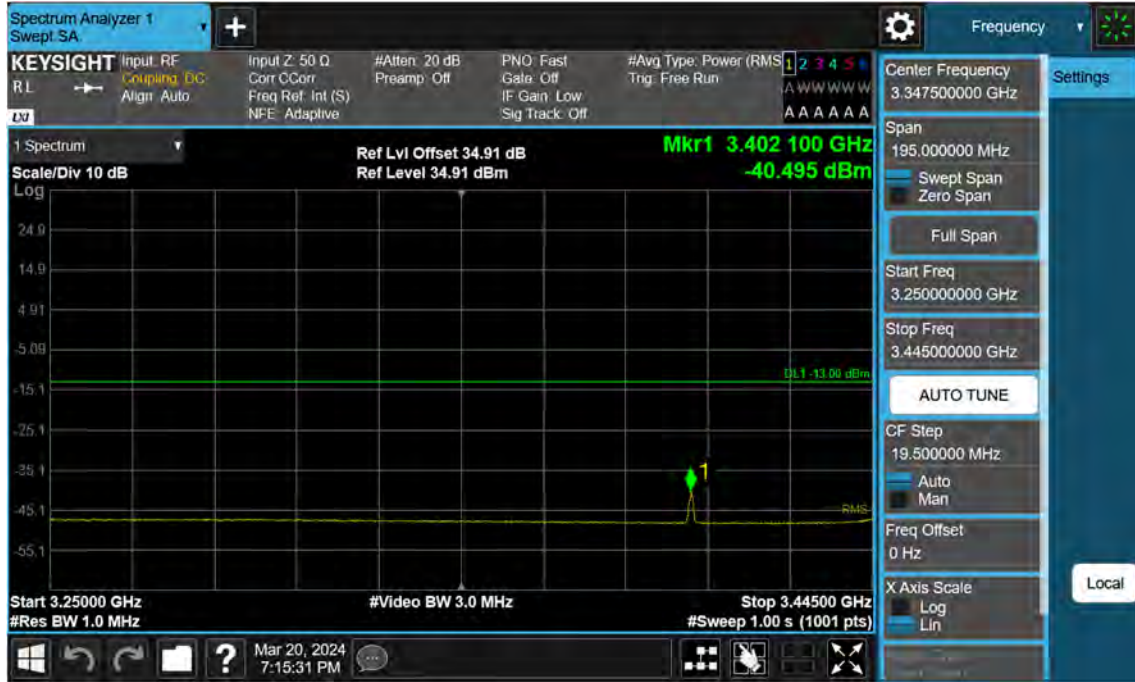 Spectrum Analyzer 1
Swept SA
+
Frequency
KEYSIGHT
RL
LXI
Input: RF
Coupling: DC
Align: Auto
Input Z: 50 Ω
Corr CCorr
Freq Ref: Int (S)
NFE: Adaptive
#Atten: 20 dB
Preamp: Off
PNO: Fast
Gate: Off
IF Gain: Low
Sig Track: Off
#Avg Type: Power (RMS
Trig: Free Run
1 2 3 4 5 6
A W W W W W
A A A A A A
1 Spectrum
Scale/Div 10 dB
Log
Ref Lvl Offset 34.91 dB
Ref Level 34.91 dBm
Mkr1 3.402 100 GHz
-40.495 dBm
24.9
14.9
4.91
-5.09
-15.1
-25.1
-35.1
-45.1
-55.1
DL1 -13.00 dBm
1
RMS
Start 3.25000 GHz
#Res BW 1.0 MHz
#Video BW 3.0 MHz
Stop 3.44500 GHz
#Sweep 1.00 s (1001 pts)
?
Mar 20, 2024
7:15:31 PM
Center Frequency
3.347500000 GHz
Span
195.000000 MHz
Swept Span
Zero Span
Full Span
Start Freq
3.250000000 GHz
Stop Freq
3.445000000 GHz
AUTO TUNE
CF Step
19.500000 MHz
Auto
Man
Freq Offset
0 Hz
X Axis Scale
Log
Lin
Settings
Local